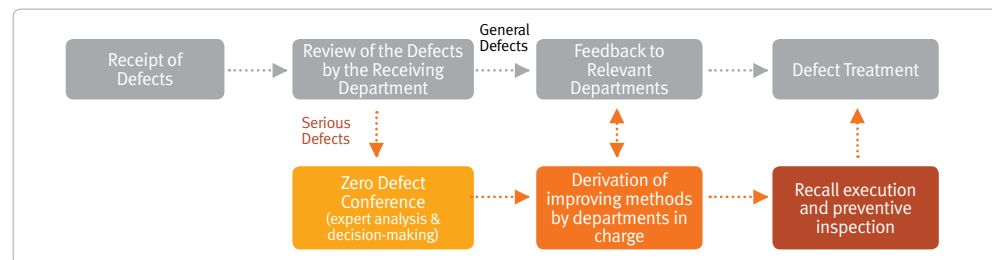 Receipt of
Defects
Review of the Defects
by the Receiving
Department
General
Defects
Feedback to
Relevant
Departments
Defect Treatment
Serious
Defects
Zero Defect
Conference
(expert analysis &
decision-making)
Derivation of
improving methods
by departments in
charge
Recall execution
and preventive
inspection